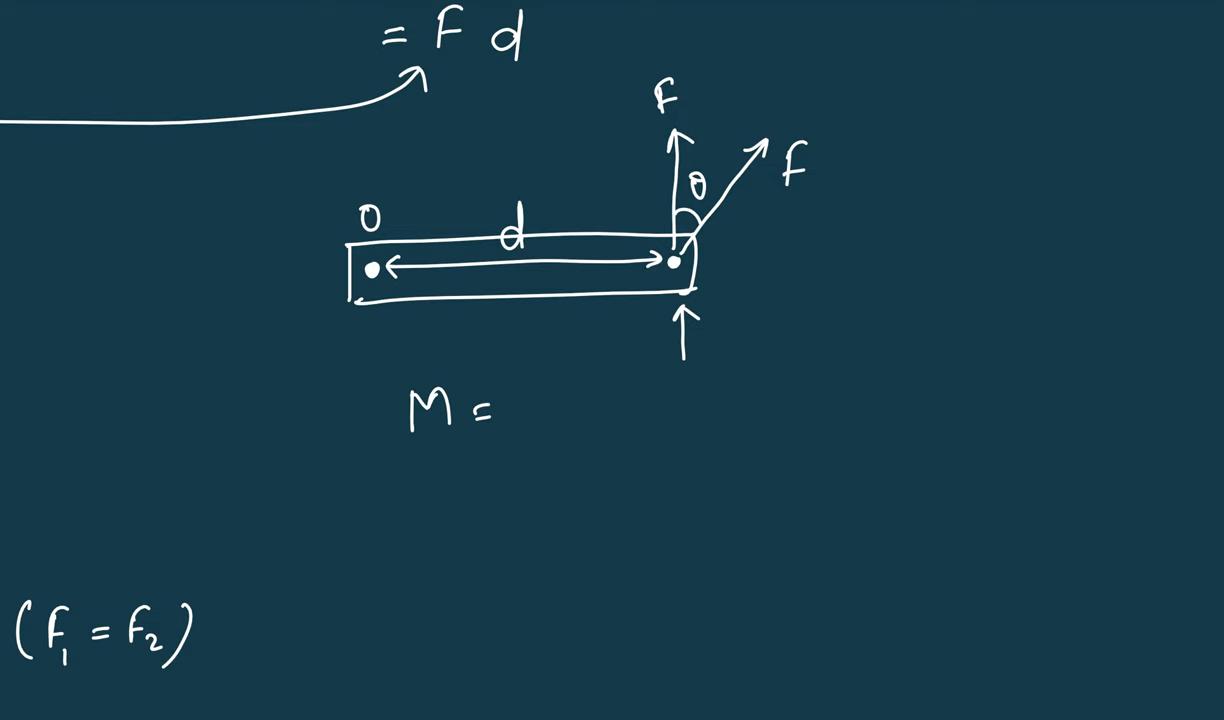 = F d
F
θ F
O d
M =
(F₁ = F₂)